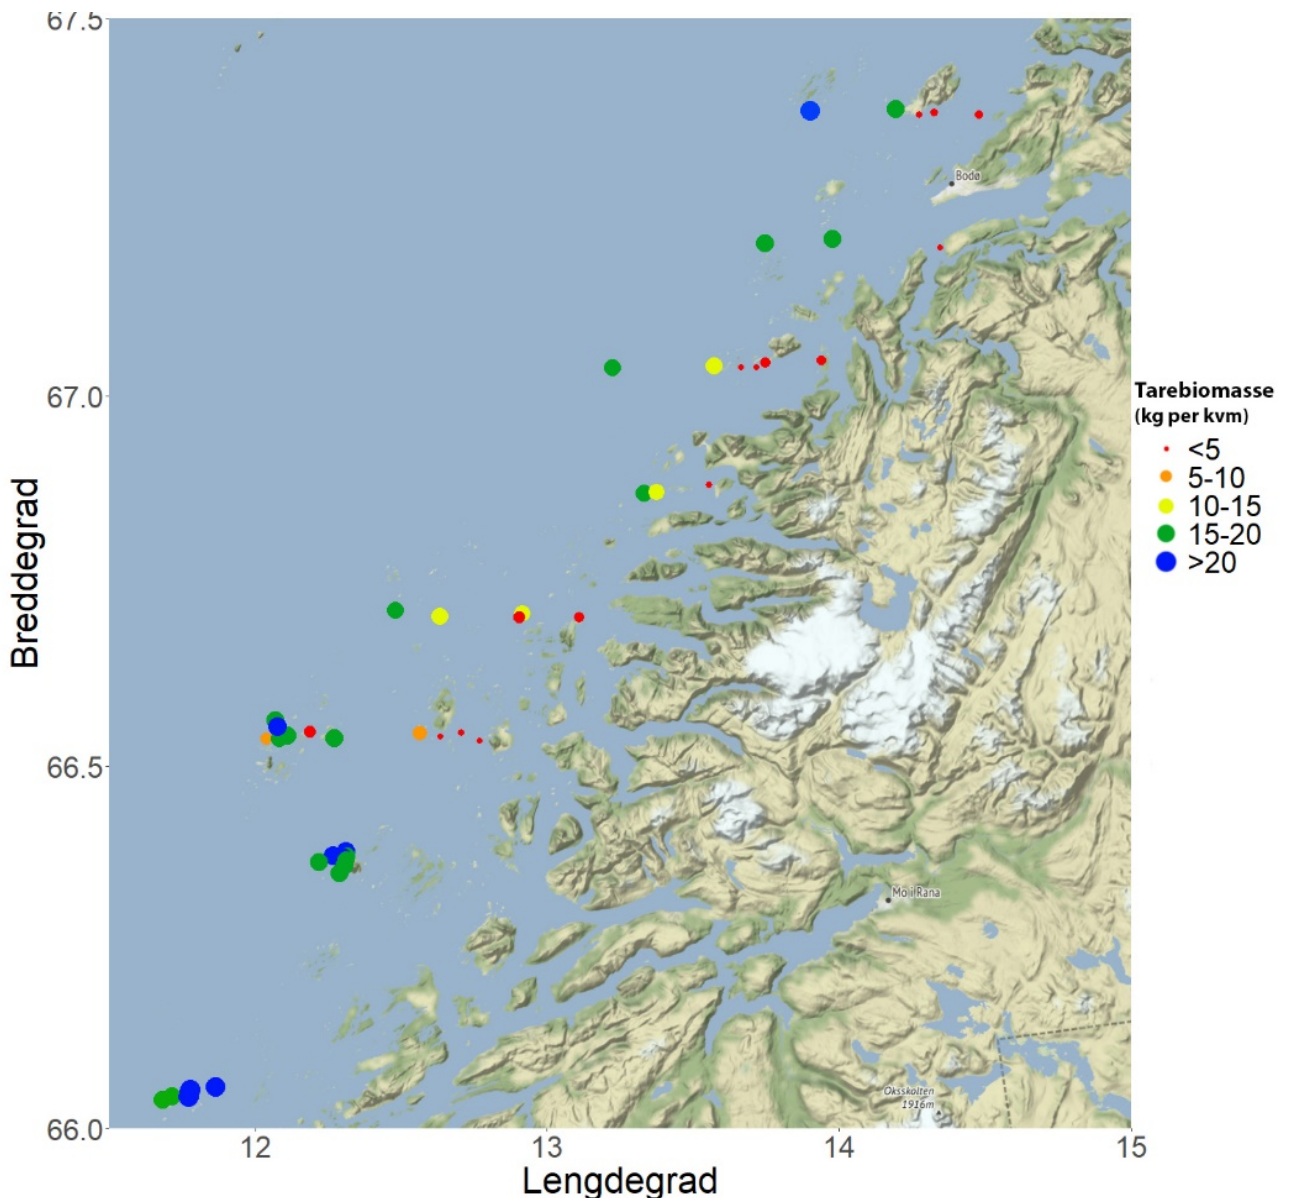 67.5
Bodø
67.0
Tarebiomasse
(kg per kvm)
<5
5-10
10-15
15-20
>20
Breddegrad
66.5
Mo i Rana
Oksskolten
1916m
66.0
12
13
14
15
Lengdegrad